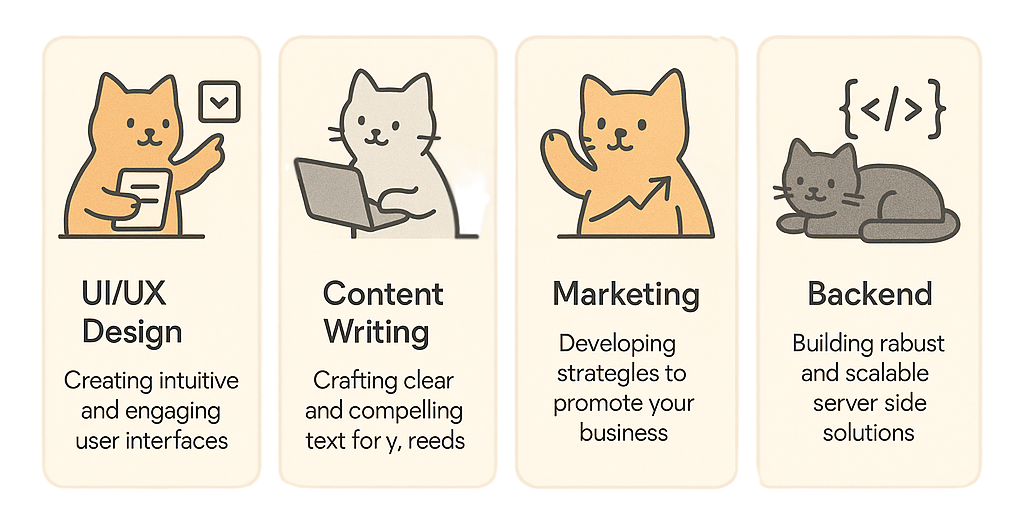 UI/UX
Design
Creating intuitive
and engaging
user interfaces
Content
Writing
Crafting clear
and compelling
text for y, reeds
Marketing
Developing
strategles to
promote your
business
{</>}
Backend
Building rabust
and scalable
server side
solutions